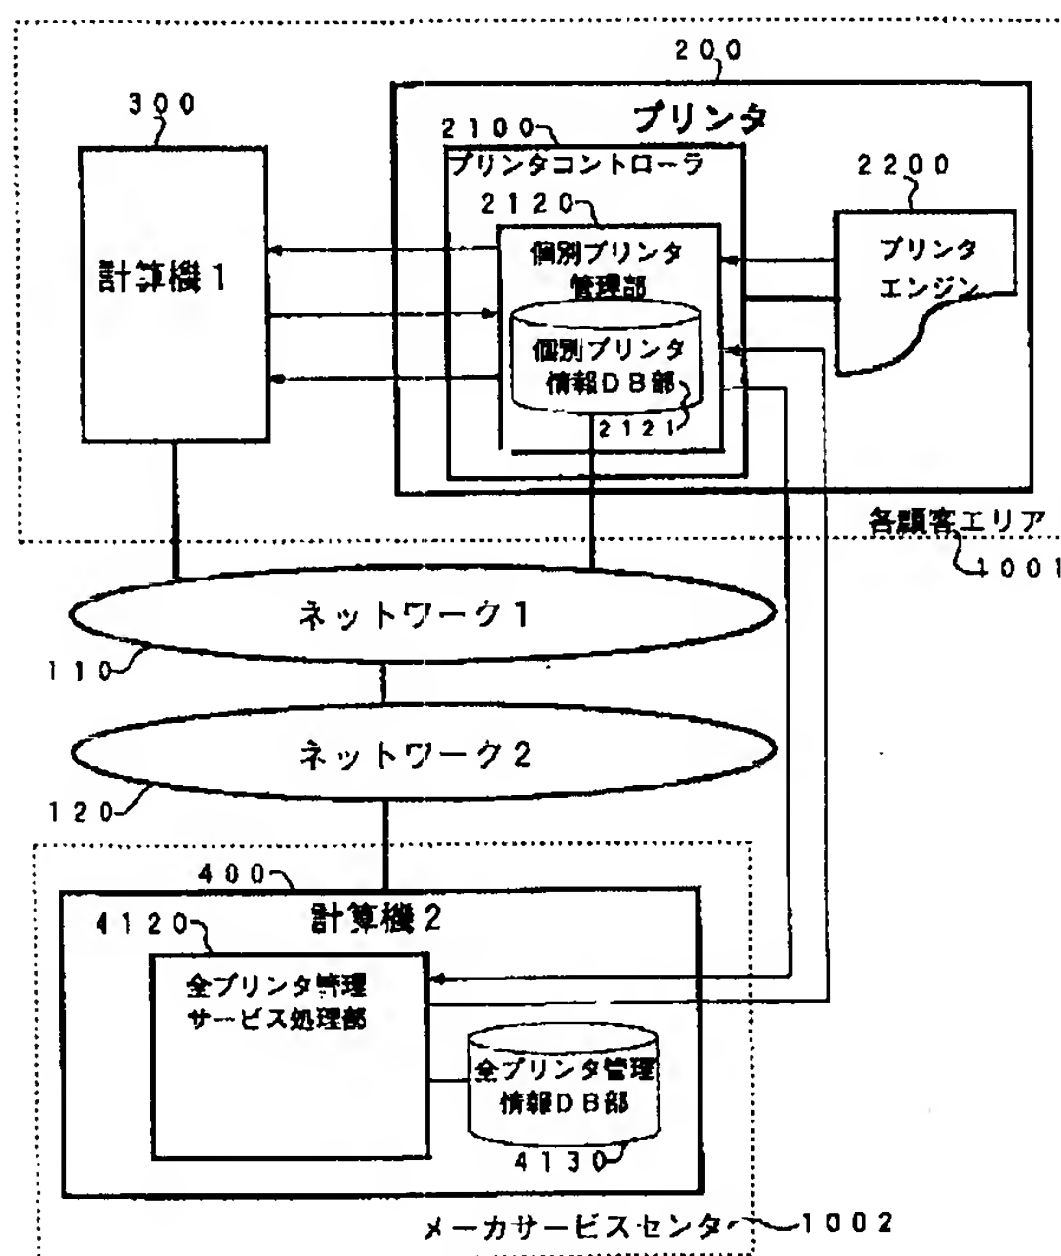 200
300
プリンタ
2100
プリンタコントローラ
2200
2120
個別プリンタ
管理部
プリンタ
エンジン
計算機1
個別プリンタ
情報DB部
2121
各顧客エリア
1001
ネットワーク1
110
ネットワーク2
120
400
計算機2
4120
全プリンタ管理
サービス処理部
全プリンタ管理
情報DB部
4130
メーカサービスセンタ
1002